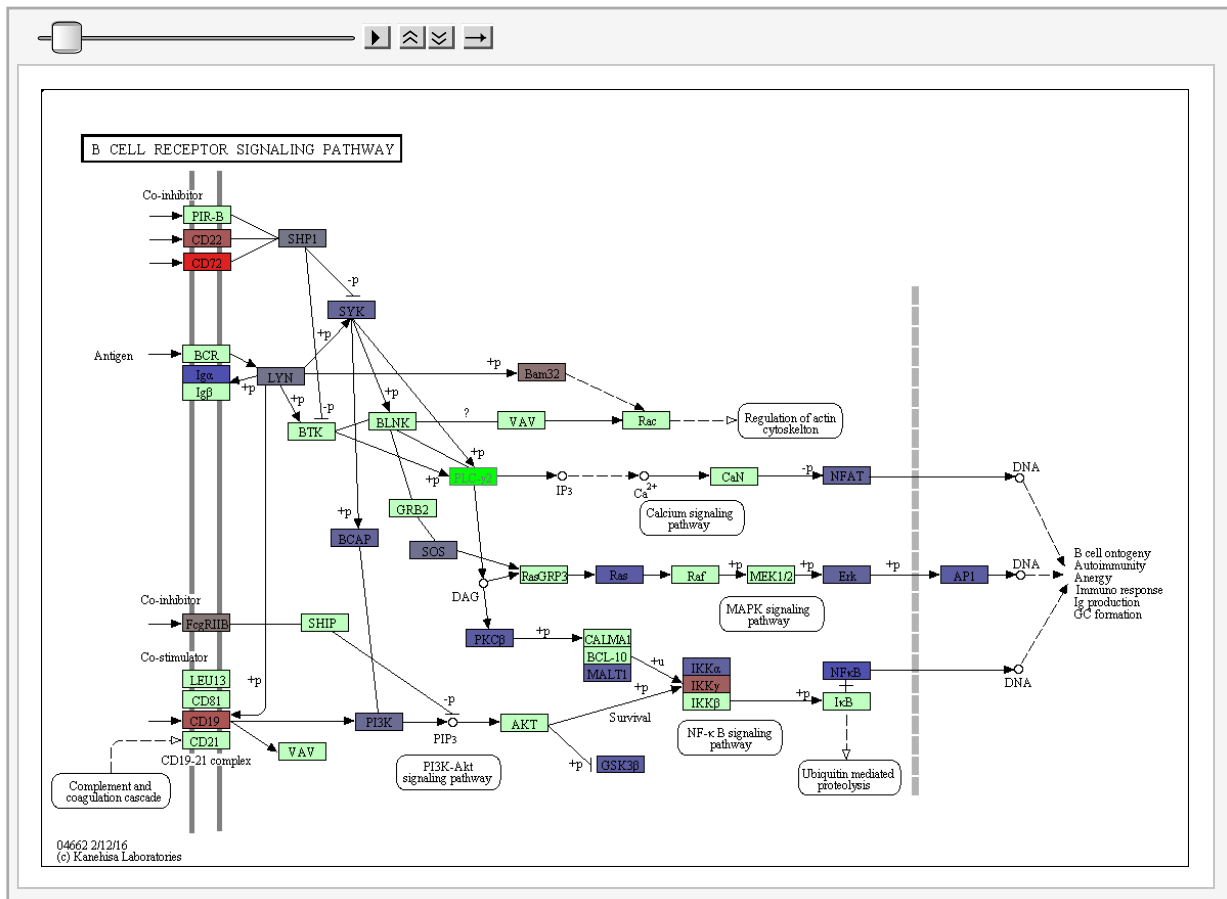 B CELL RECEPTOR SIGNALING PATHWAY
Co-inhibitor
PIR-B
CD22
SHP1
CD72
-p
SYK
+p
Antigen
BCR
Igα
LYN
+p
+p
Bam32
Igβ
+p
+p
-p
?
BTK
BLNK
VAV
Rac
Regulation of actin
cytoskelton
+p
+p
PLC-γ2
IP3
Ca2+
CaN
-p
NFAT
DNA
Calcium signaling
pathway
GRB2
+p
BCAP
SOS
RasGRP3
Ras
Raf
+p
MEK1/2
+p
Erk
+p
AP1
DNA
B cell ontogeny
Autoimmunity
Anergy
Immuno response
Ig production
GC formation
DAG
MAPK signaling
pathway
Co-inhibitor
FcgRIIB
SHIP
PKCβ
+p
CALMA1
BCL-10
MALT1
+u
+p
IKKα
IKKγ
IKKβ
+p
NFκB
IκB
DNA
Co-stimulator
LEU13
CD81
+p
CD19
CD21
CD19-21 complex
VAV
PI3K
-p
PIP3
AKT
Survival
+p
GSK3β
NF-κ B signaling
pathway
PI3K-Akt
signaling pathway
Ubiquitin mediated
proteolysis
Complement and
coagulation cascade
04662 2/12/16
(c) Kanehisa Laboratories